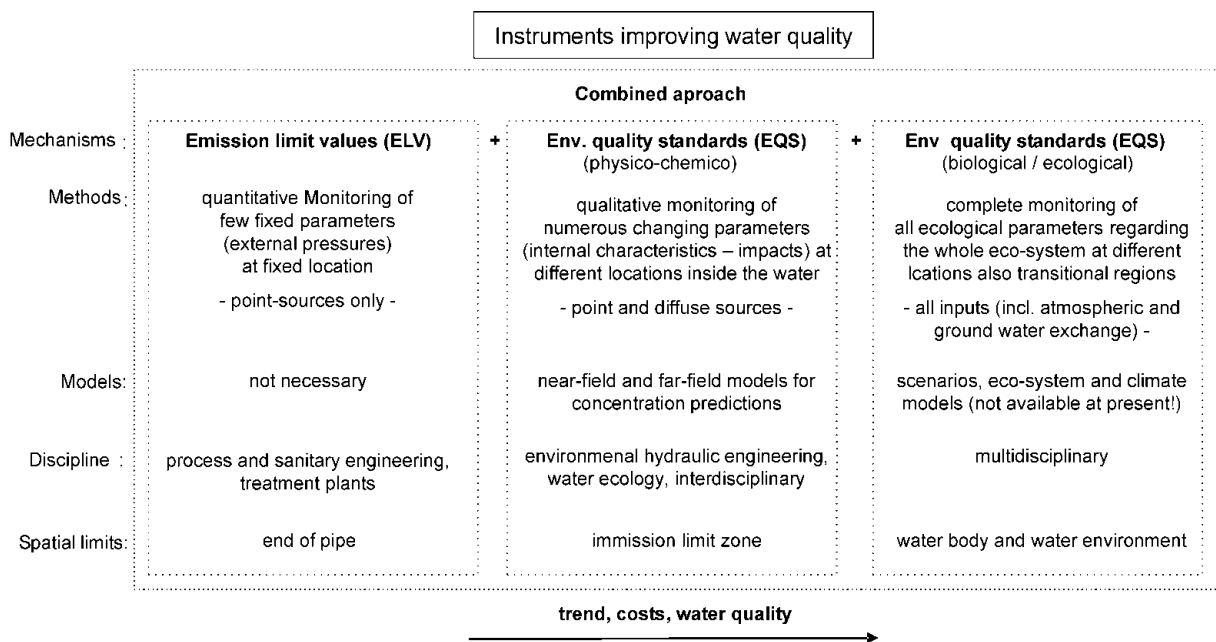 Instruments improving water quality
Combined aproach
Mechanisms :
Emission limit values (ELV)
+
Env. quality standards (EQS)
(physico-chemico)
+
Env quality standards (EQS)
(biological / ecological)
Methods :
quantitative Monitoring of
few fixed parameters
(external pressures)
at fixed location
- point-sources only -
qualitative monitoring of
numerous changing parameters
(internal characteristics – impacts) at
different locations inside the water
- point and diffuse sources -
complete monitoring of
all ecological parameters regarding
the whole eco-system at different
lcations also transitional regions
- all inputs (incl. atmospheric and
ground water exchange) -
Models:
not necessary
near-field and far-field models for
concentration predictions
scenarios, eco-system and climate
models (not available at present!)
Discipline :
process and sanitary engineering,
treatment plants
environmenal hydraulic engineering,
water ecology, interdisciplinary
multidisciplinary
Spatial limits:
end of pipe
immission limit zone
water body and water environment
trend, costs, water quality